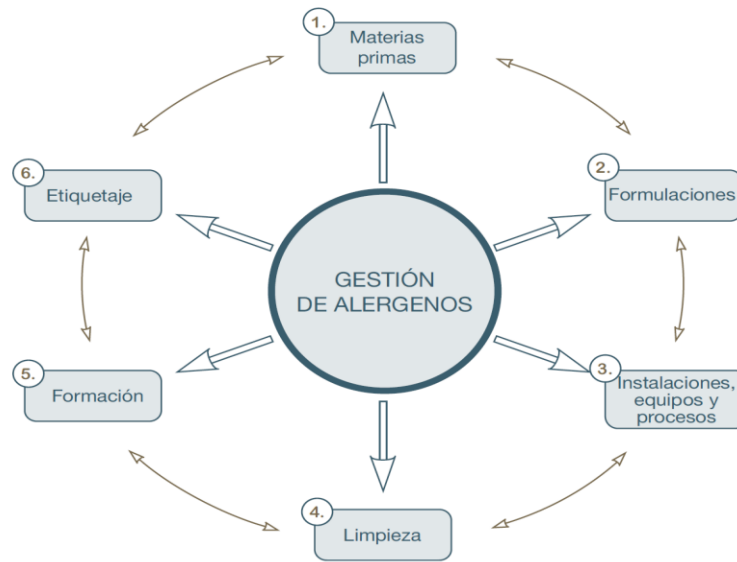 1.
Materias
primas
2.
Formulaciones
3.
Instalaciones,
equipos y
procesos
4.
Limpieza
5.
Formación
6.
Etiquetaje
GESTIÓN
DE ALERGENOS